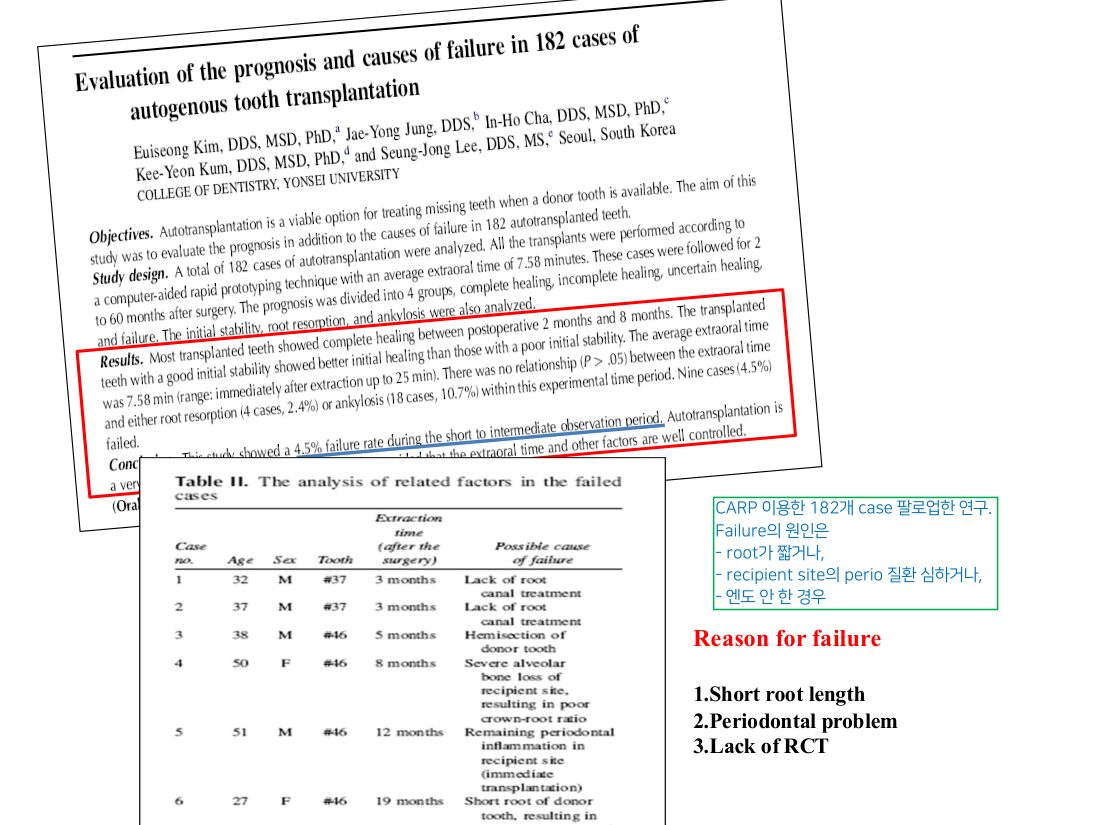 Evaluation of the prognosis and causes of failure in 182 cases of
autogenous tooth transplantation
Euiseong Kim, DDS, MSD, PhD,a Jae-Yong Jung, DDS,b In-Ho Cha, DDS, MSD, PhD,c
Kee-Yeon Kum, DDS, MSD, PhD,d and Seung-Jong Lee, DDS, MS,e Seoul, South Korea
COLLEGE OF DENTISTRY, YONSEI UNIVERSITY
Objectives. Autotransplantation is a viable option for treating missing teeth when a donor tooth is available. The aim of this
study was to evaluate the prognosis in addition to the causes of failure in 182 autotransplanted teeth.
Study design. A total of 182 cases of autotransplantation were analyzed. All the transplants were performed according to
a computer-aided rapid prototyping technique with an average extraoral time of 7.58 minutes. These cases were followed for 2
to 60 months after surgery. The prognosis was divided into 4 groups, complete healing, incomplete healing, uncertain healing,
and failure. The initial stability, root resorption, and ankylosis were also analyzed.
Results. Most transplanted teeth showed complete healing between postoperative 2 months and 8 months. The transplanted
teeth with a good initial stability showed better initial healing than those with a poor initial stability. The average extraoral time
was 7.58 min (range: immediately after extraction up to 25 min). There was no relationship (P > .05) between the extraoral time
and either root resorption (4 cases, 2.4%) or ankylosis (18 cases, 10.7%) within this experimental time period. Nine cases (4.5%)
failed.
This study showed a 4.5% failure rate during the short to intermediate observation period. Autotransplantation is
a very that the extraoral time and other factors are well controlled.
(Oral
Table II. The analysis of related factors in the failed
cases
Extraction
time
Case (after the Possible cause
no. Age Sex Tooth surgery) of failure
1 32 M #37 3 months Lack of root
canal treatment
2 37 M #37 3 months Lack of root
canal treatment
3 38 M #46 5 months Hemisection of
donor tooth
4 50 F #46 8 months Severe alveolar
bone loss of
recipient site,
resulting in poor
crown-root ratio
5 51 M #46 12 months Remaining periodontal
inflammation in
recipient site
(immediate
transplantation)
6 27 F #46 19 months Short root of donor
tooth, resulting in
CARP 이용한 182개 case 팔로업한 연구.
Failure의 원인은
- root가 짧거나,
- recipient site의 perio 질환 심하거나,
- 엔도 안 한 경우
Reason for failure
1.Short root length
2.Periodontal problem
3.Lack of RCT